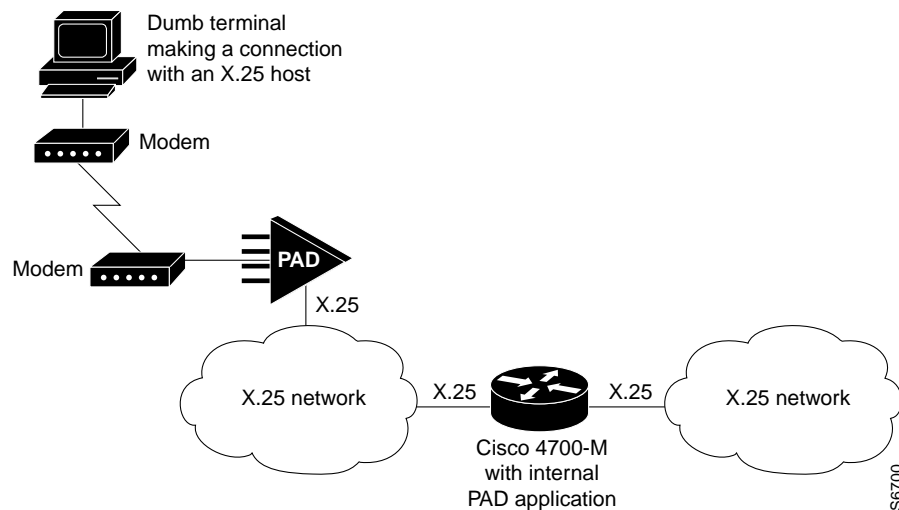 Dumb terminal
making a connection
with an X.25 host
Modem
Modem
PAD
X.25
X.25 network
X.25
X.25
X.25 network
Cisco 4700-M
with internal
PAD application
S6700